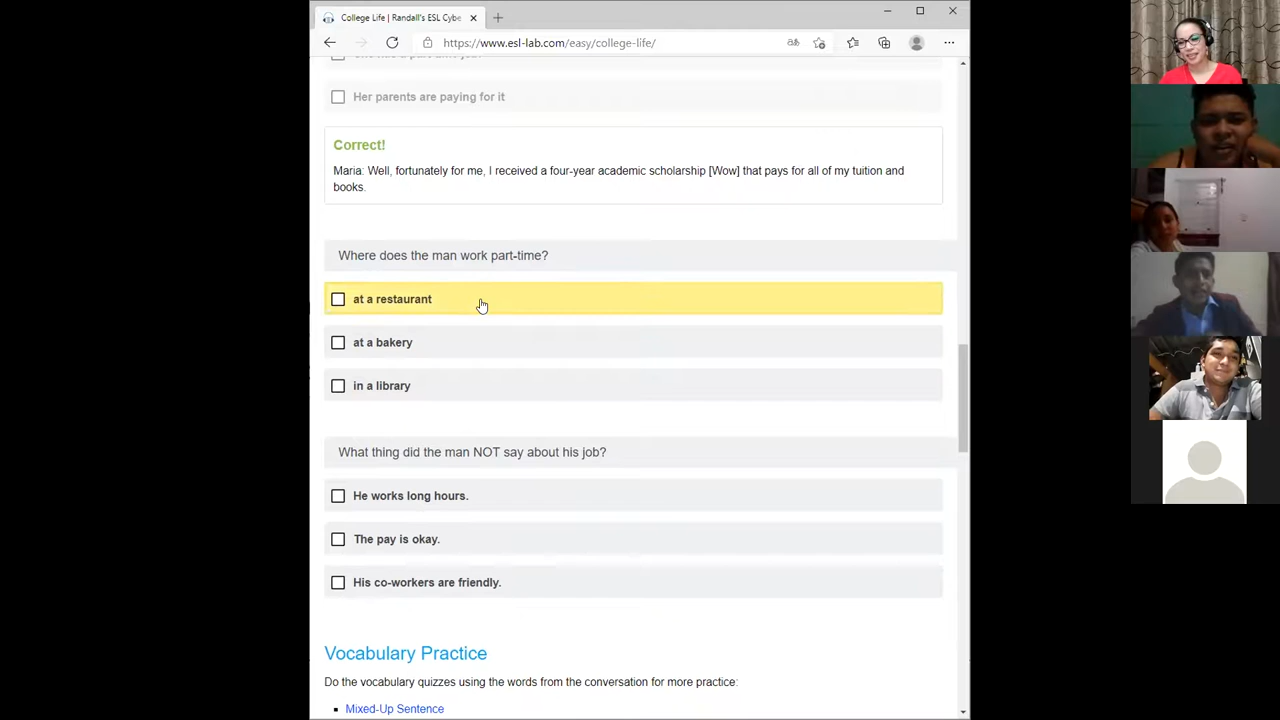 College Life | Randall's ESL Cybe
https://www.esl-lab.com/easy/college-life/
Her parents are paying for it
Correct!
Maria: Well, fortunately for me, I received a four-year academic scholarship [Wow] that pays for all of my tuition and
books.
Where does the man work part-time?
at a restaurant
at a bakery
in a library
What thing did the man NOT say about his job?
He works long hours.
The pay is okay.
His co-workers are friendly.
Vocabulary Practice
Do the vocabulary quizzes using the words from the conversation for more practice:
Mixed-Up Sentence